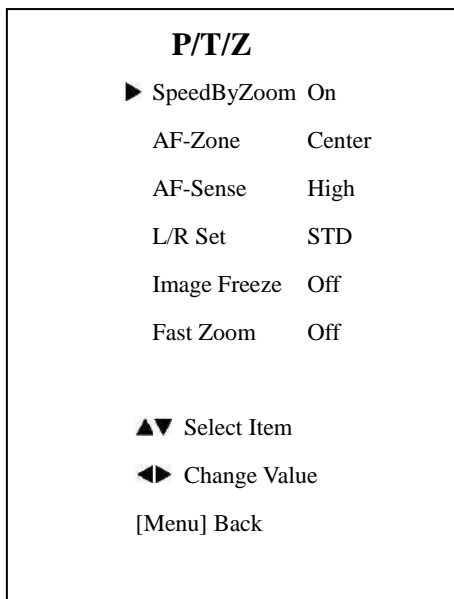 P/T/Z
▶ SpeedByZoom On
AF-Zone Center
AF-Sense High
L/R Set STD
Image Freeze Off
Fast Zoom Off
▲▼ Select Item
◀▶ Change Value
[Menu] Back